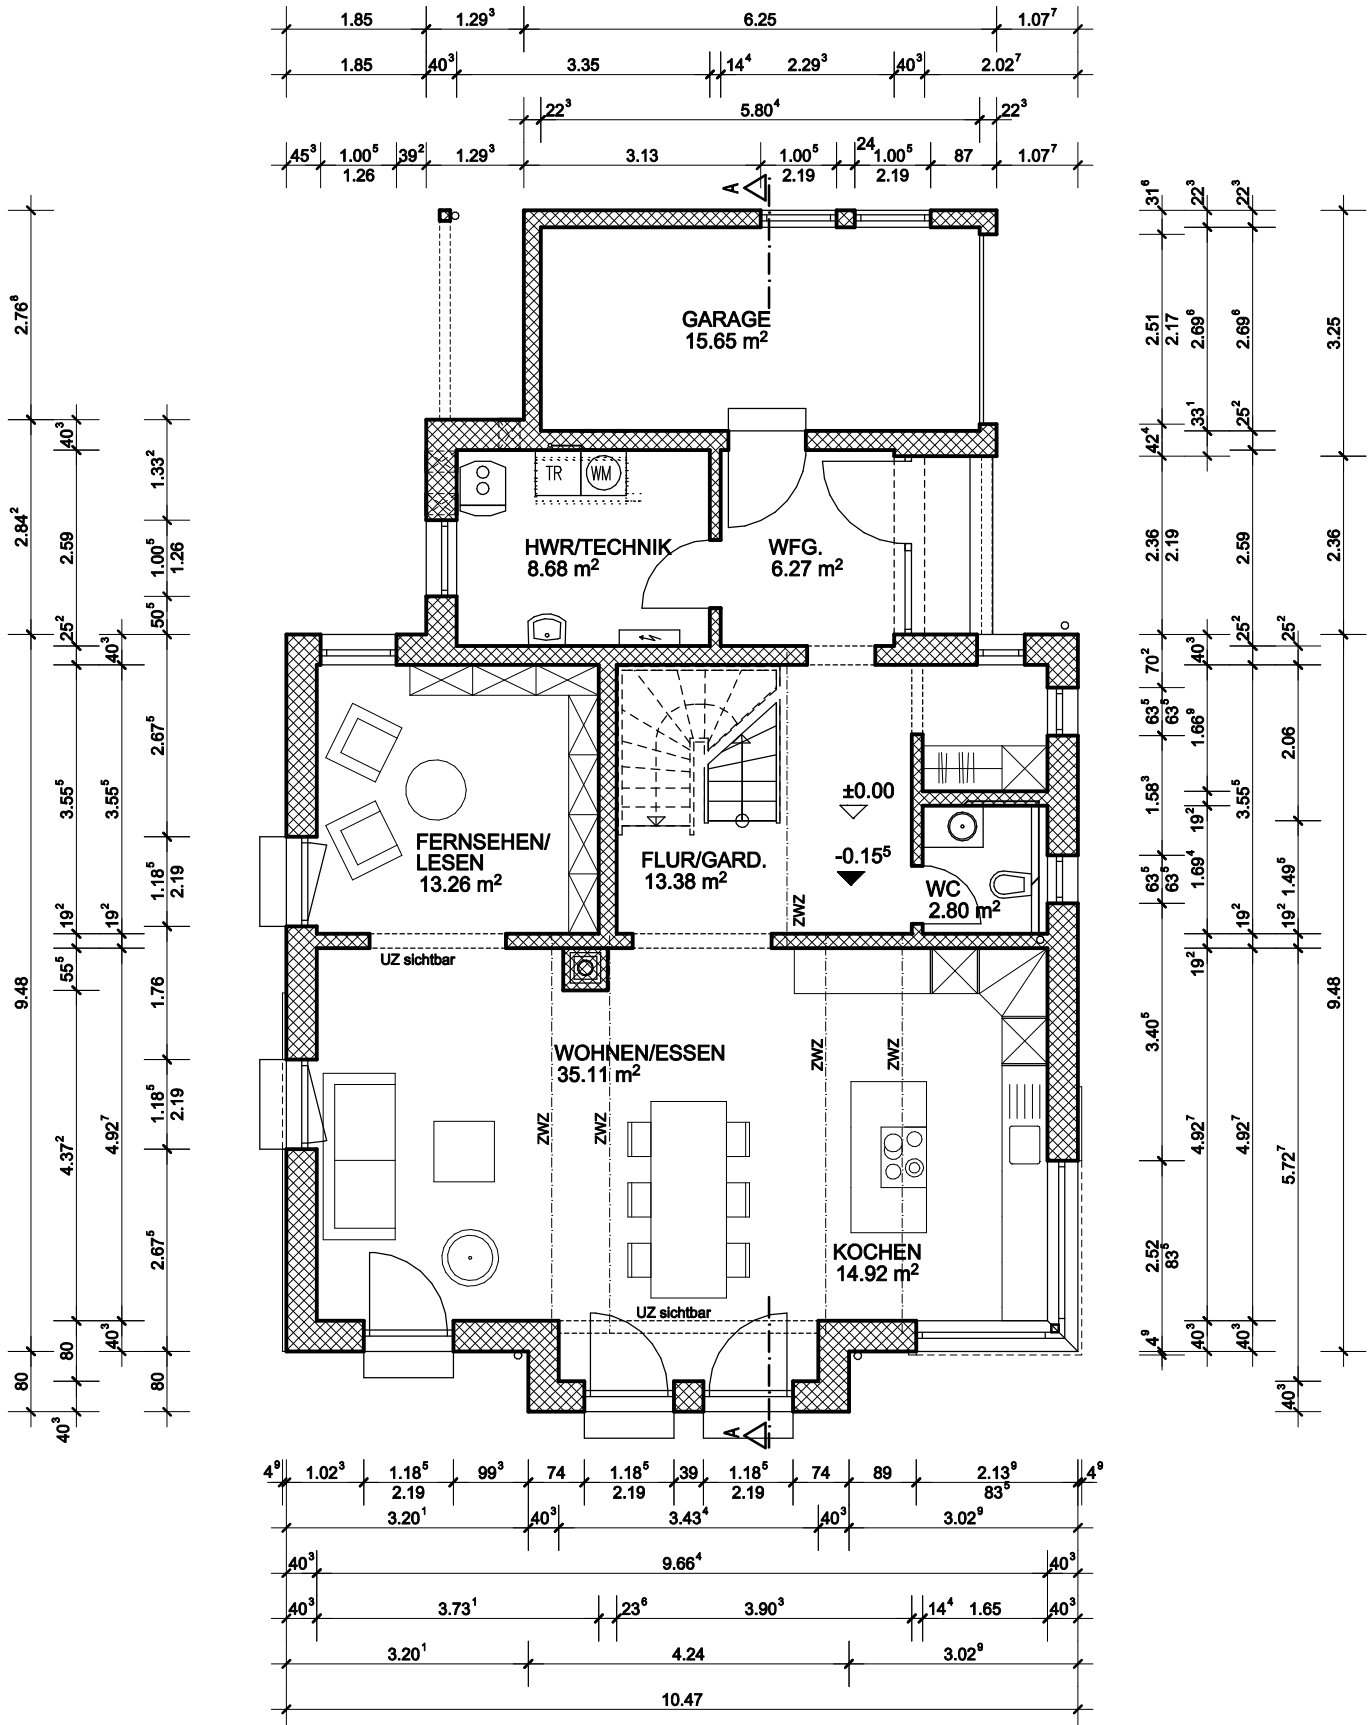 1.85 1.29³ 6.25 1.07⁷
1.85 40³ 3.35 14⁴ 2.29³ 40³ 2.02⁷
22³ 5.80⁴ 22³
45³ 1.00⁵ 39² 1.29³ 3.13 1.00⁵ 24 1.00⁵ 87 1.07⁷
1.26 2.19 2.19
A
31⁶ 22³ 22³
2.76⁸
2.51 2.17 2.69⁶ 2.69⁶ 3.25
GARAGE
15.65 m²
42⁴ 33¹ 25²
40³ 1.33²
2.84² 2.59 1.00⁵ 1.26
TR WM
HWR/TECHNIK
8.68 m²
WFG.
6.27 m²
2.36 2.19 2.59 2.36
50⁵ 25² 40³
70² 40³ 25² 25²
2.67⁵ 3.55⁵ 3.55⁵
63⁵ 63⁵ 1.66⁹ 2.06
1.58³ 3.55⁵ 19²
±0.00
-0.15⁵
FERNSEHEN/
LESEN
13.26 m²
FLUR/GARD.
13.38 m²
WC
2.80 m²
ZWZ
1.18⁵ 2.19
63⁵ 63⁵ 1.69⁴ 1.49⁵
19² 19² 19² 19² 19²
UZ sichtbar
9.48 55⁵ 1.76
3.40⁵ 9.48
WOHNEN/ESSEN
35.11 m²
ZWZ ZWZ
ZWZ ZWZ
1.18⁵ 2.19
4.37² 4.92⁷
4.92⁷ 4.92⁷ 5.72⁷
2.67⁵
KOCHEN
14.92 m²
2.52 83⁵
UZ sichtbar
40³ 4⁹ 40³ 40³
80 80 80
40³ 40³
A
4⁹ 1.02³ 1.18⁵ 99³ 74 1.18⁵ 39 1.18⁵ 74 89 2.13⁹ 4⁹
2.19 2.19 2.19 83⁵
3.20¹ 40³ 3.43⁴ 40³ 3.02⁹
40³ 9.66⁴ 40³
40³ 3.73¹ 23⁶ 3.90³ 14⁴ 1.65 40³
3.20¹ 4.24 3.02⁹
10.47